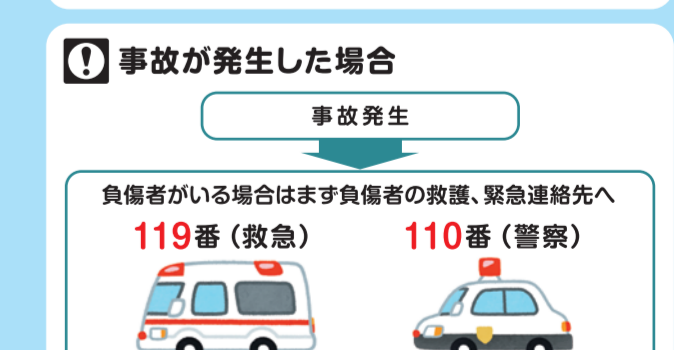 事故が発生した場合
事故発生
負傷者がいる場合はまず負傷者の救護、緊急連絡先へ
119番（救急） 110番（警察）